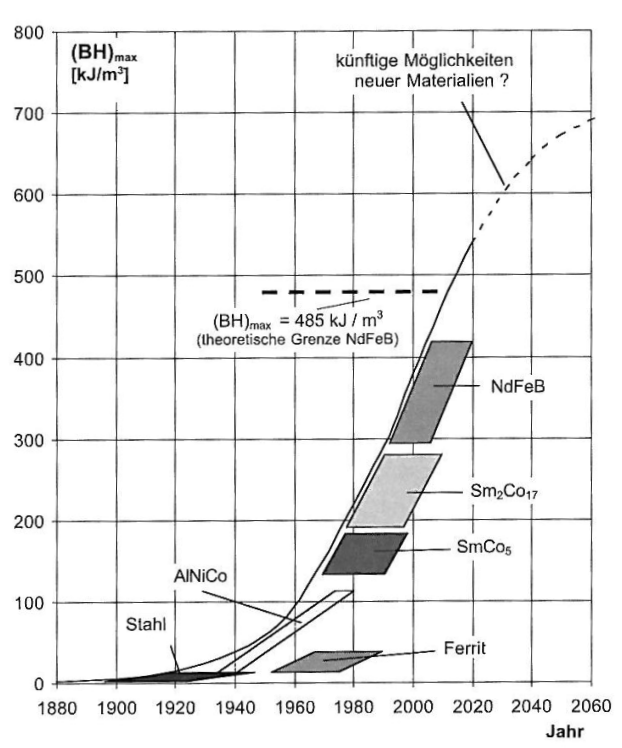 800
(BH)max
[kJ/m³]
künftige Möglichkeiten
neuer Materialien ?
700
600
500
(BH)max = 485 kJ / m³
(theoretische Grenze NdFeB)
400
NdFeB
300
Sm₂Co₁₇
200
SmCo₅
AlNiCo
100
Stahl
Ferrit
0
1880 1900 1920 1940 1960 1980 2000 2020 2040 2060
Jahr